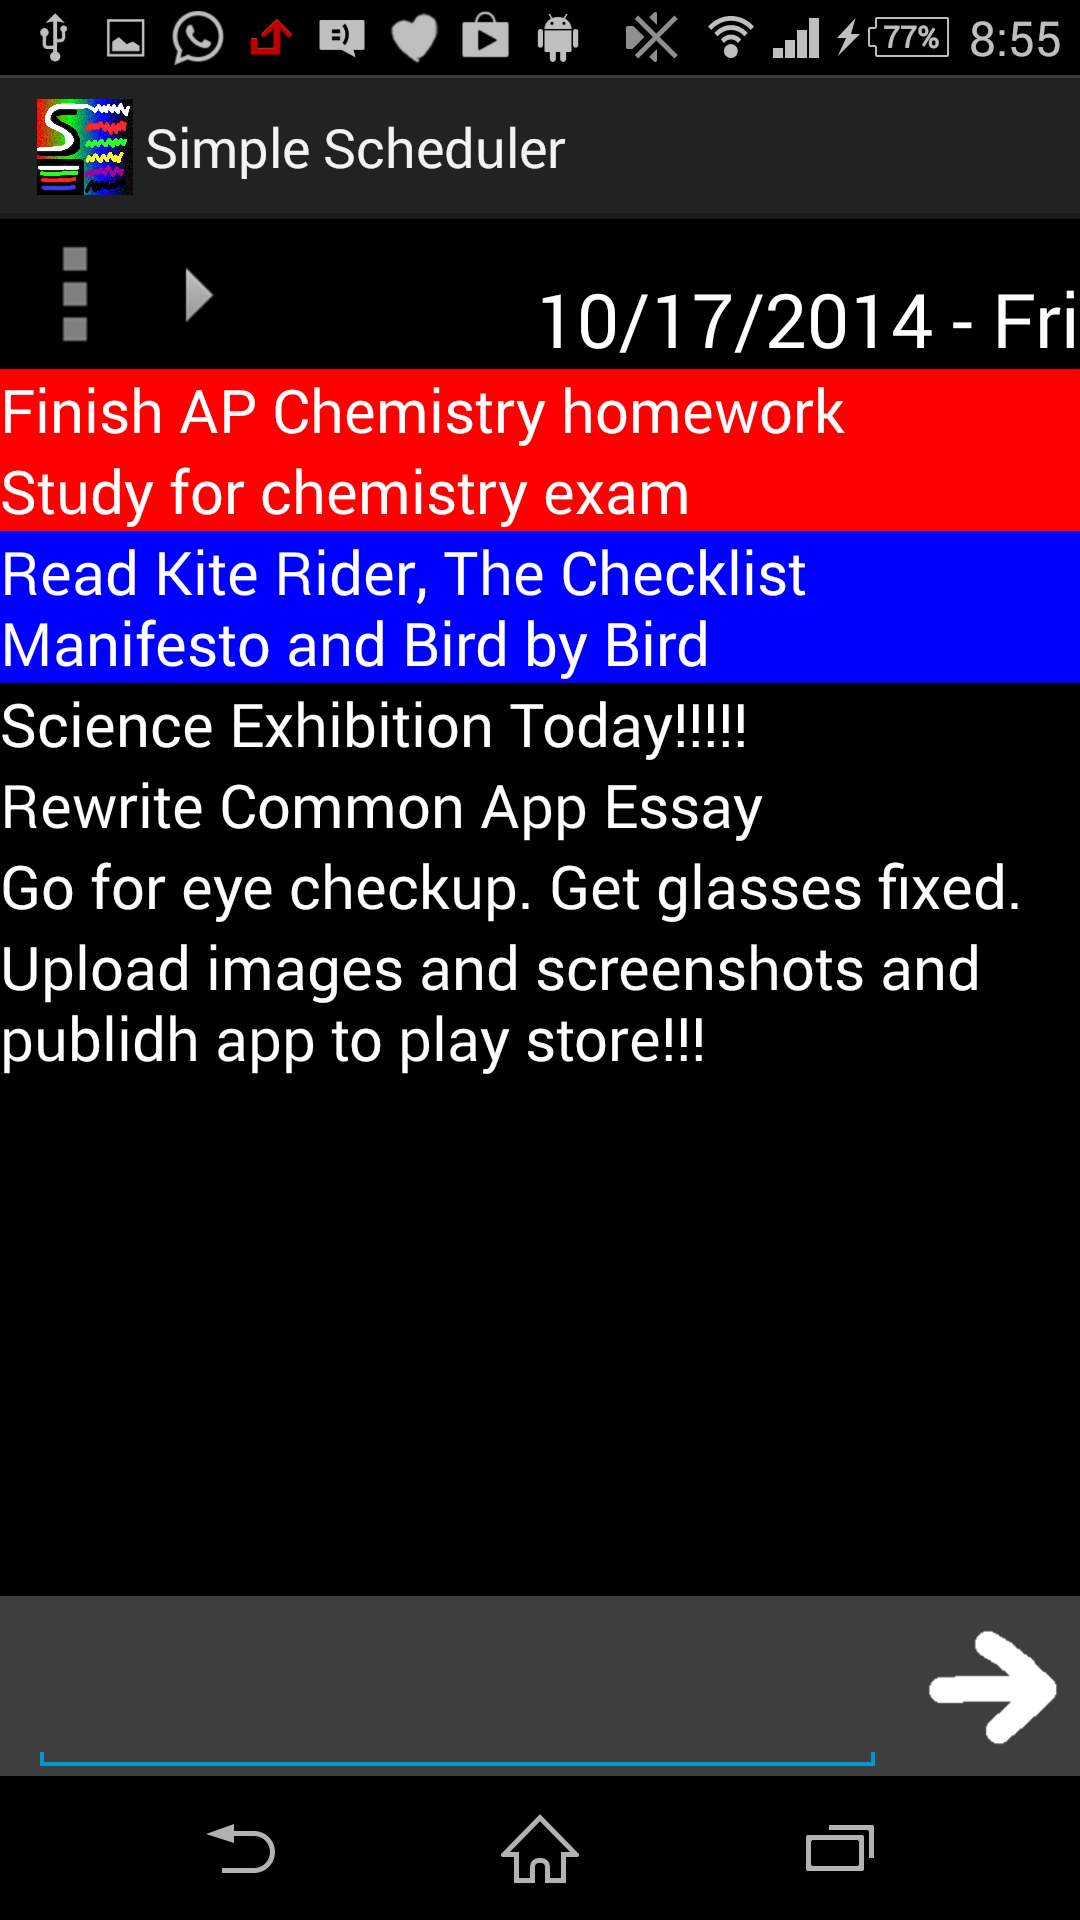 77% 8:55
Simple Scheduler
10/17/2014 - Fri
Finish AP Chemistry homework
Study for chemistry exam
Read Kite Rider, The Checklist
Manifesto and Bird by Bird
Science Exhibition Today!!!!!
Rewrite Common App Essay
Go for eye checkup. Get glasses fixed.
Upload images and screenshots and
publidh app to play store!!!